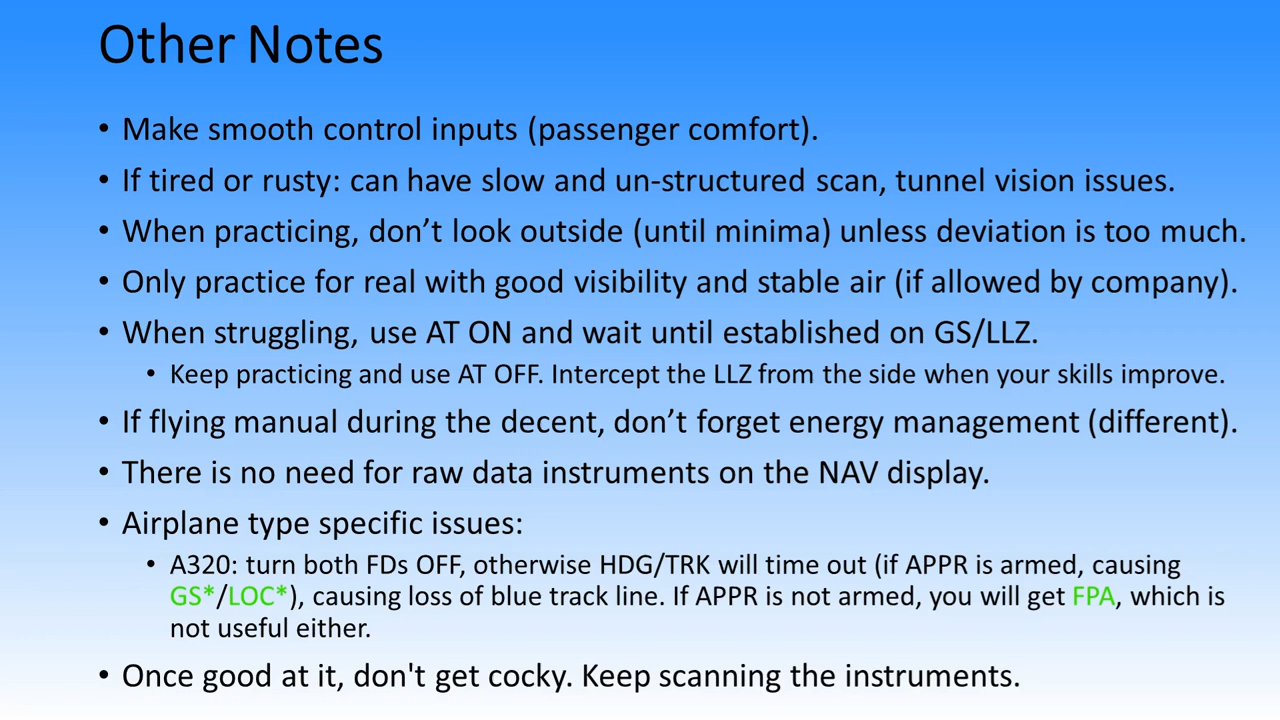 Other Notes
• Make smooth control inputs (passenger comfort).
• If tired or rusty: can have slow and un-structured scan, tunnel vision issues.
• When practicing, don’t look outside (until minima) unless deviation is too much.
• Only practice for real with good visibility and stable air (if allowed by company).
• When struggling, use AT ON and wait until established on GS/LLZ.
• Keep practicing and use AT OFF. Intercept the LLZ from the side when your skills improve.
• If flying manual during the decent, don’t forget energy management (different).
• There is no need for raw data instruments on the NAV display.
• Airplane type specific issues:
• A320: turn both FDs OFF, otherwise HDG/TRK will time out (if APPR is armed, causing
GS*/LOC*), causing loss of blue track line. If APPR is not armed, you will get FPA, which is
not useful either.
• Once good at it, don't get cocky. Keep scanning the instruments.